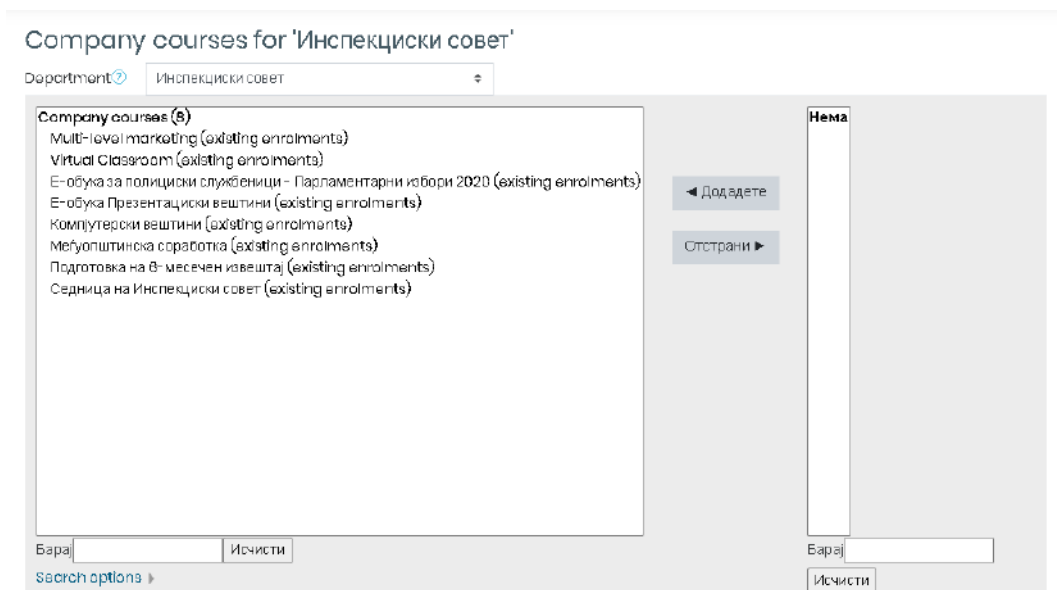 Company courses for 'Инспекциски совет'
Department
Инспекциски совет
Company courses (8)
Multi-level marketing (existing enrolments)
Virtual Classroom (existing enrolments)
Е-обука за полициски службеници - Парламентарни избори 2020 (existing enrolments)
Е-обука Презентациски вештини (existing enrolments)
Компјутерски вештини (existing enrolments)
Меѓуопштинска соработка (existing enrolments)
Подготовка на 6-месечен извештај (existing enrolments)
Седница на Инспекциски совет (existing enrolments)
◄ Додадете
Отстрани ►
Нема
Барај
Исчисти
Search options
Барај
Исчисти